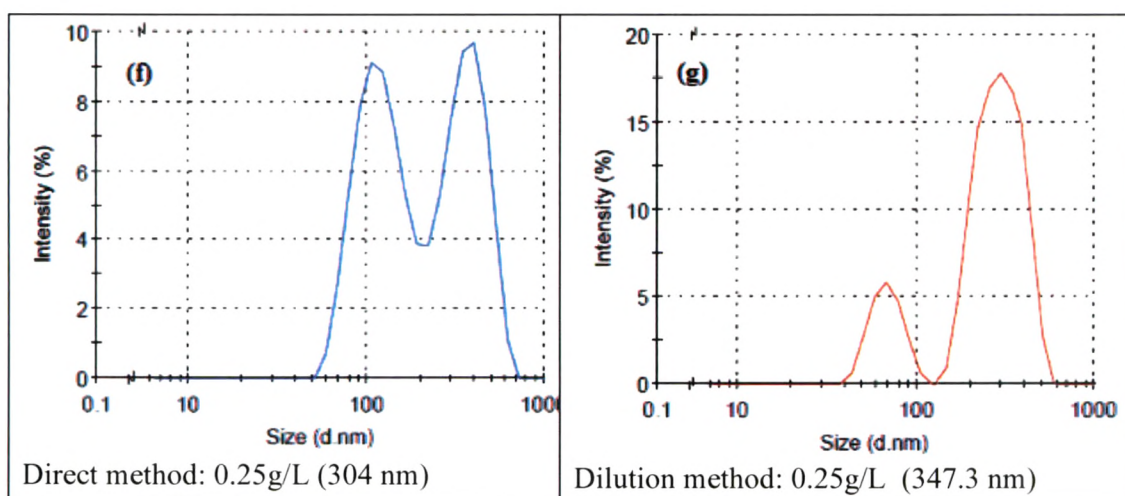 (f)
Intensity (%)
10
8
6
4
2
0
0.1
10
100
1000
Size (d.nm)
Direct method: 0.25g/L (304 nm)
(g)
Intensity (%)
20
15
10
5
0
0.1
10
100
1000
Size (d.nm)
Dilution method: 0.25g/L (347.3 nm)